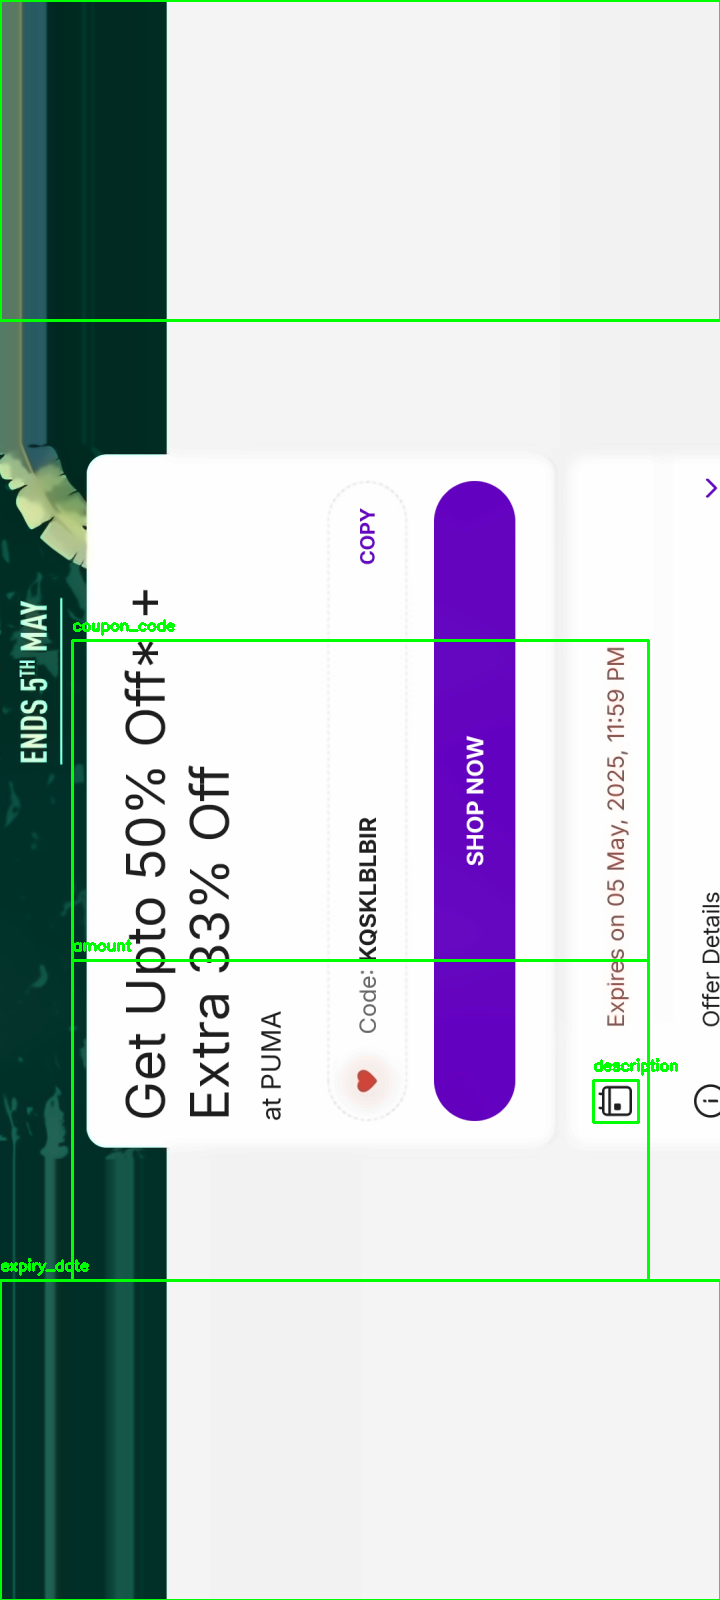 ENDS 5TH MAY
Get Upto 50% Off* +
Extra 33% Off
at PUMA
Code: KQSKLBLBIR
COPY
SHOP NOW
Expires on 05 May, 2025, 11:59 PM
Offer Details
coupon_code
amount
description
expiry_date